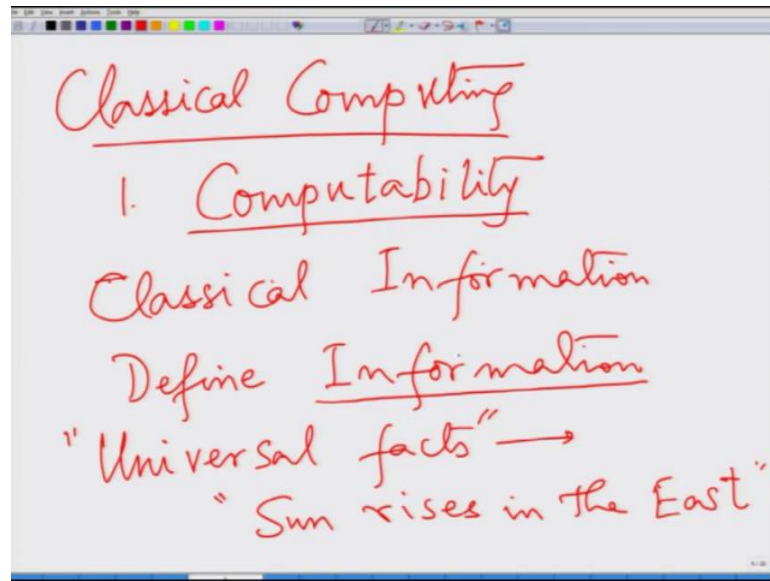 Classical Computing
1. Computability
Classical Information
Define Information
"Universal facts" →
"Sun rises in the East"